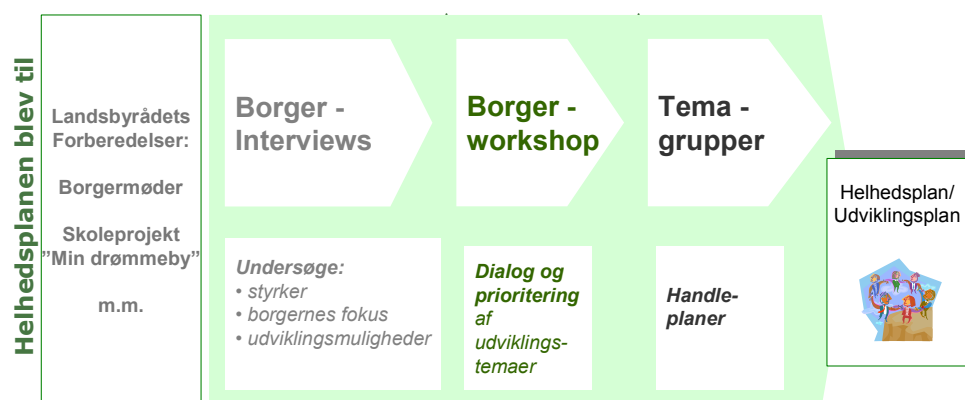 Helhedsplanen blev til
Landsbyrådets
Forberedelser:
Borgermøder
Skoleprojekt
”Min drømmeby”
m.m.
Borger -
Interviews
Undersøge:
• styrker
• borgernes fokus
• udviklingsmuligheder
Borger -
workshop
Dialog og
prioritering
af
udviklings-
temaer
Tema -
grupper
Handle-
planer
Helhedsplan/
Udviklingsplan